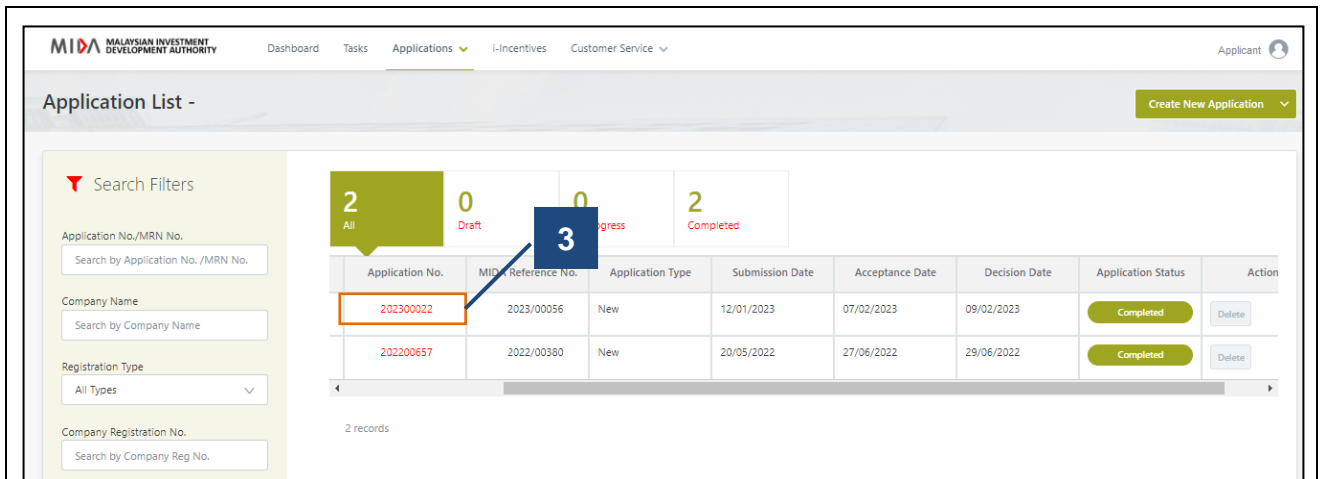 MIDA MALAYSIAN INVESTMENT DEVELOPMENT AUTHORITY Dashboard Tasks Applications i-Incentives Customer Service Applicant
Application List - Create New Application
Search Filters
2 0 0 2
All Draft ogress Completed
3
Application No./MRN No.
Search by Application No. /MRN No.
Company Name
Search by Company Name
Registration Type
All Types
Company Registration No.
Search by Company Reg No.
Application No. MIDA Reference No. Application Type Submission Date Acceptance Date Decision Date Application Status Action
202300022 2023/00056 New 12/01/2023 07/02/2023 09/02/2023 Completed Delete
202200657 2022/00380 New 20/05/2022 27/06/2022 29/06/2022 Completed Delete
2 records